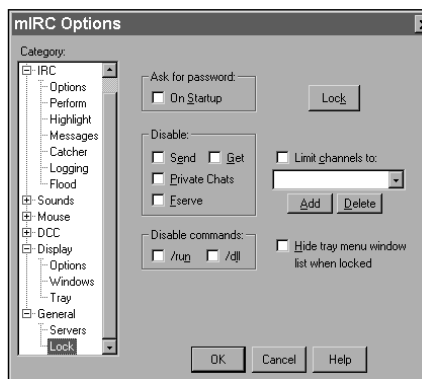 mIRC Options
Category:
IRC
Options
Perform
Highlight
Messages
Catcher
Logging
Flood
Sounds
Mouse
DCC
Display
Options
Windows
Tray
General
Servers
Lock
Ask for password:
On Startup
Lock
Disable:
Send Get
Private Chats
Fserve
Limit channels to:
Add Delete
Disable commands:
/run /dll
Hide tray menu window
list when locked
OK Cancel Help